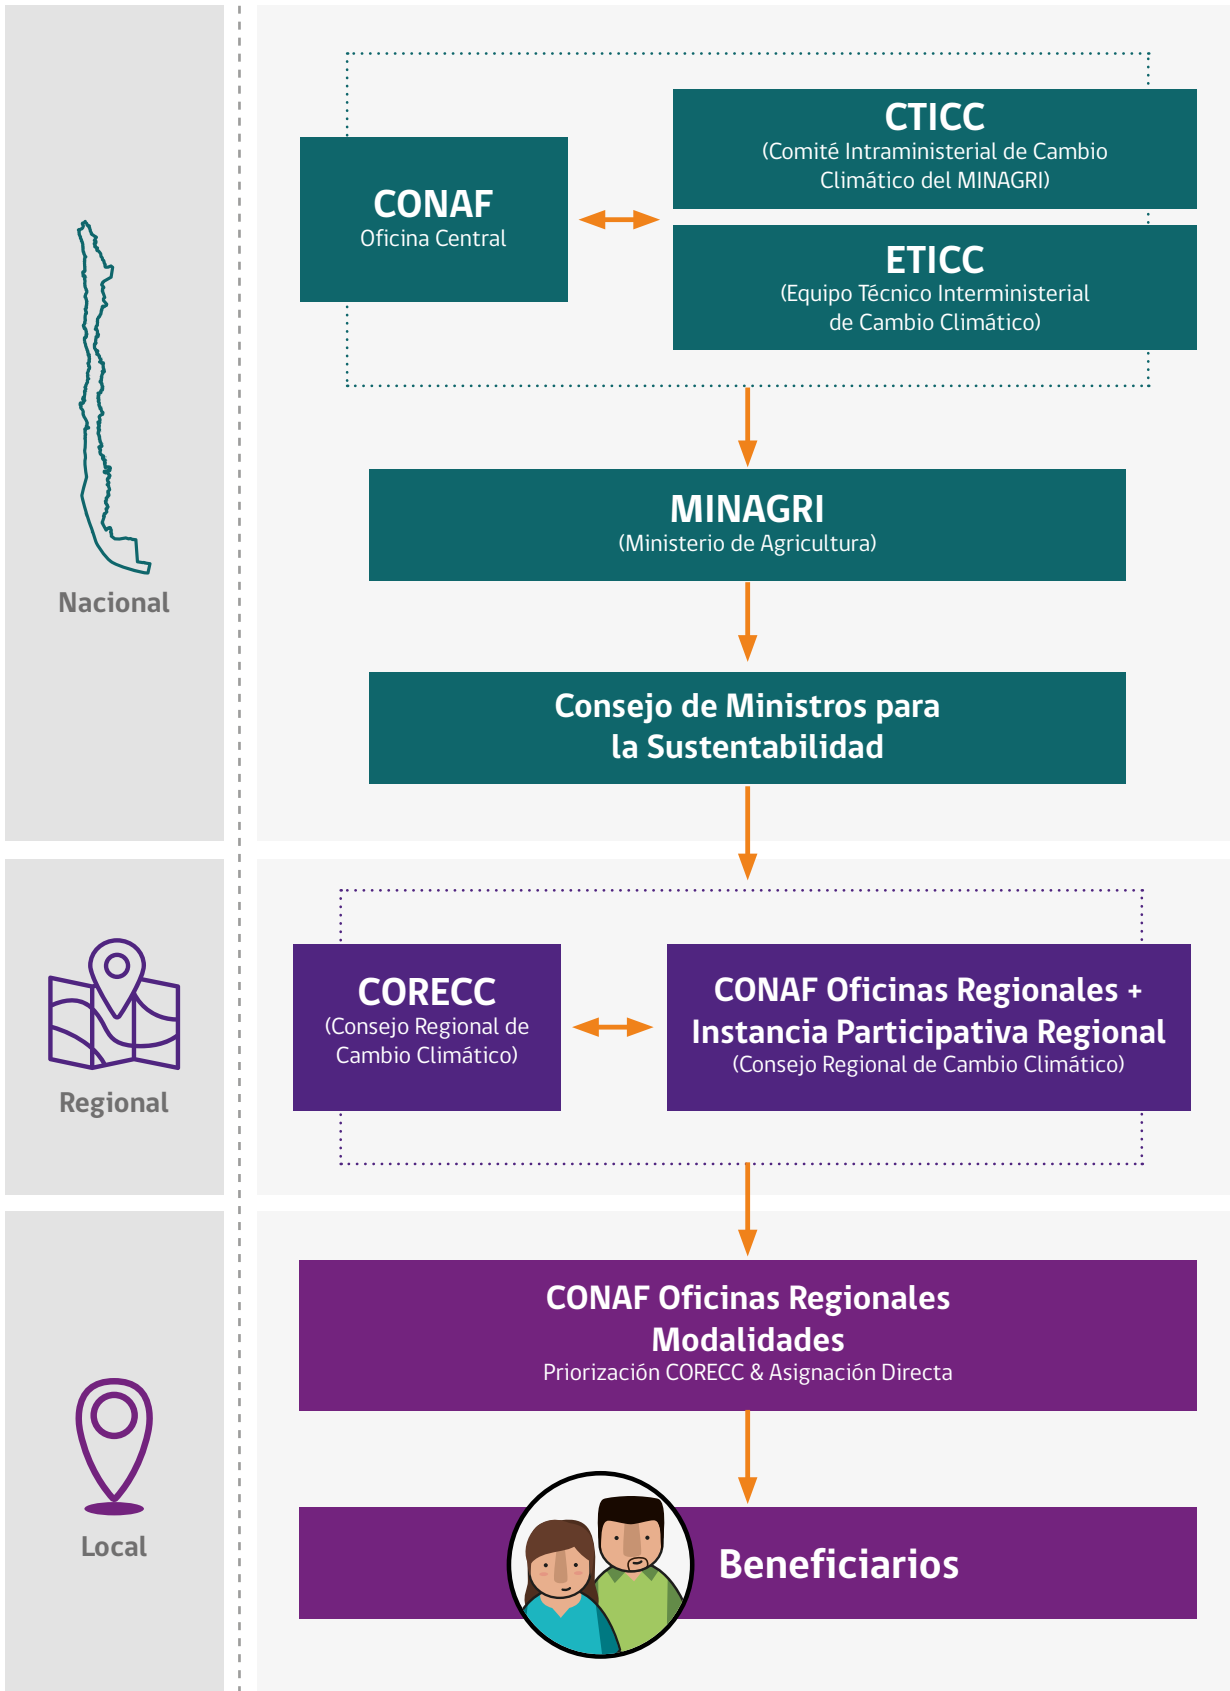 CONAF
Oficina Central
CTICC
(Comité Intraministerial de Cambio
Climático del MINAGRI)
ETICC
(Equipo Técnico Interministerial
de Cambio Climático)
MINAGRI
(Ministerio de Agricultura)
Consejo de Ministros para
la Sustentabilidad
Nacional
CORECC
(Consejo Regional de
Cambio Climático)
CONAF Oficinas Regionales +
Instancia Participativa Regional
(Consejo Regional de Cambio Climático)
Regional
CONAF Oficinas Regionales
Modalidades
Priorización CORECC & Asignación Directa
Beneficiarios
Local